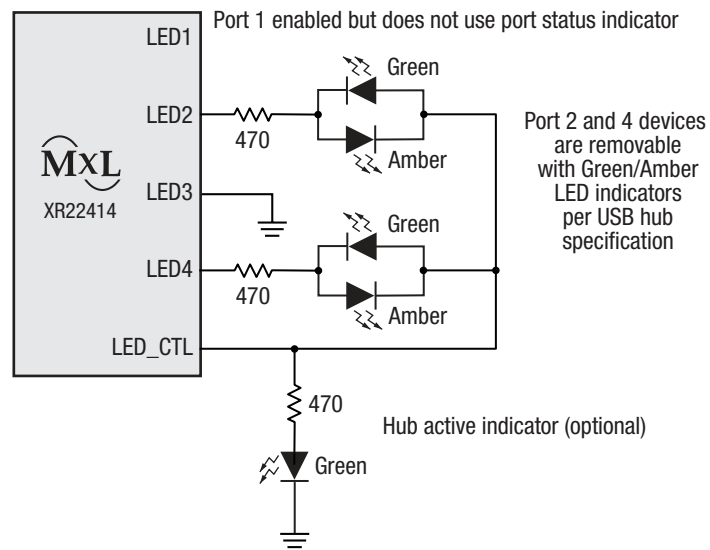 Port 1 enabled but does not use port status indicator
LED1
Green
LED2
470
Amber
Port 2 and 4 devices
are removable
with Green/Amber
LED indicators
per USB hub
specification
MxL
XR22414
LED3
Green
LED4
470
Amber
LED_CTL
470
Hub active indicator (optional)
Green